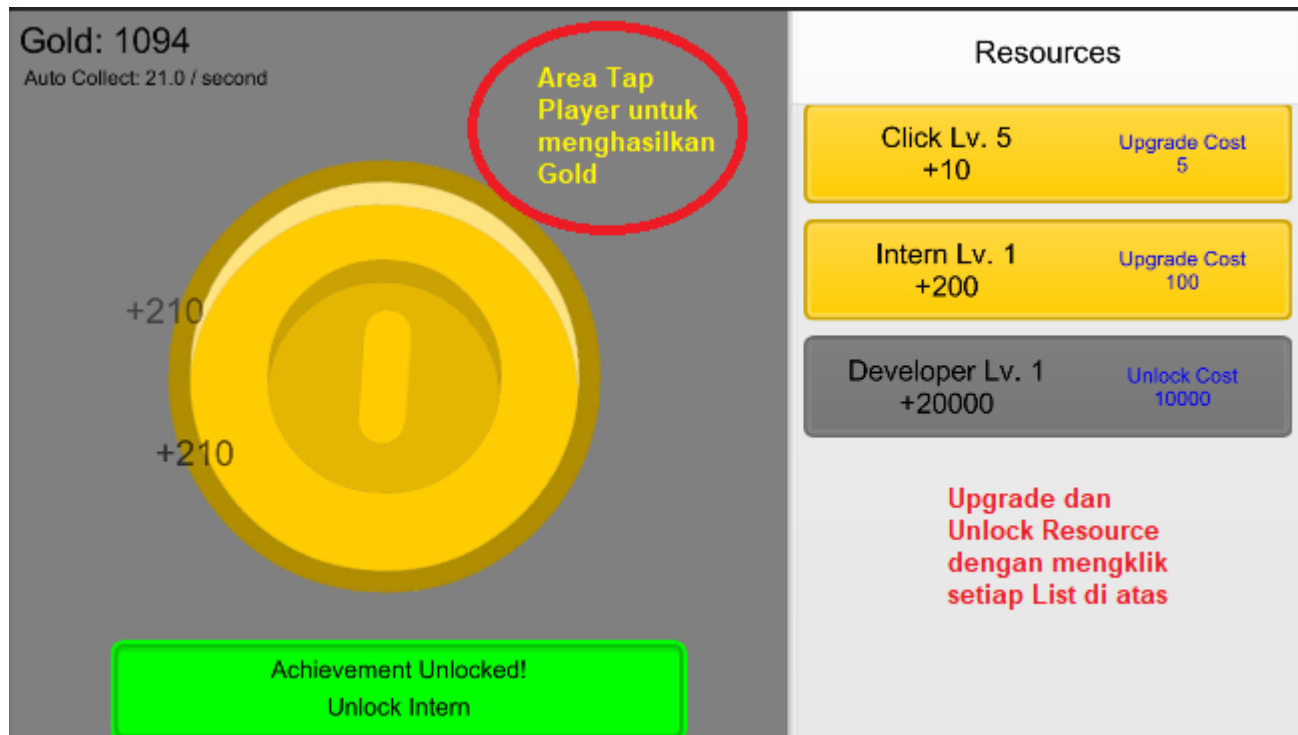 Gold: 1094
Auto Collect: 21.0 / second
Area Tap
Player untuk
menghasilkan
Gold
+210
+210
Achievement Unlocked!
Unlock Intern
Resources
Click Lv. 5
+10
Upgrade Cost
5
Intern Lv. 1
+200
Upgrade Cost
100
Developer Lv. 1
+20000
Unlock Cost
10000
Upgrade dan
Unlock Resource
dengan mengklik
setiap List di atas